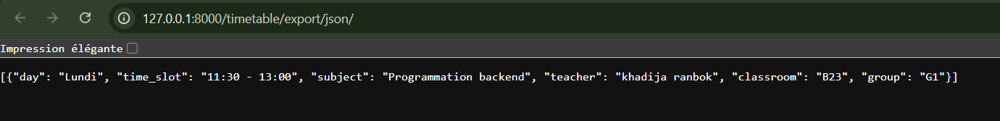 127.0.0.1:8000/timetable/export/json/
Impression élégante
[{"day": "Lundi", "time_slot": "11:30 - 13:00", "subject": "Programmation backend", "teacher": "khadija ranbok", "classroom": "B23", "group": "G1"}]